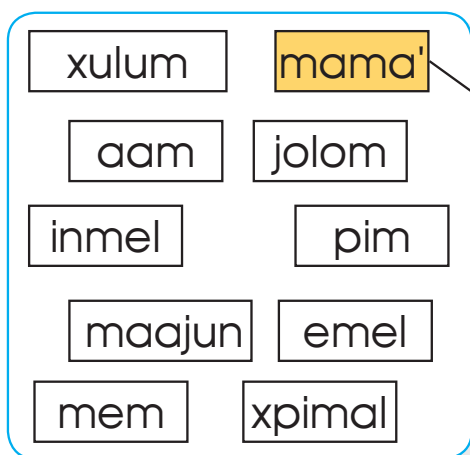 xulum mama'
aam jolom
inmel pim
maajun emel
mem xpimal